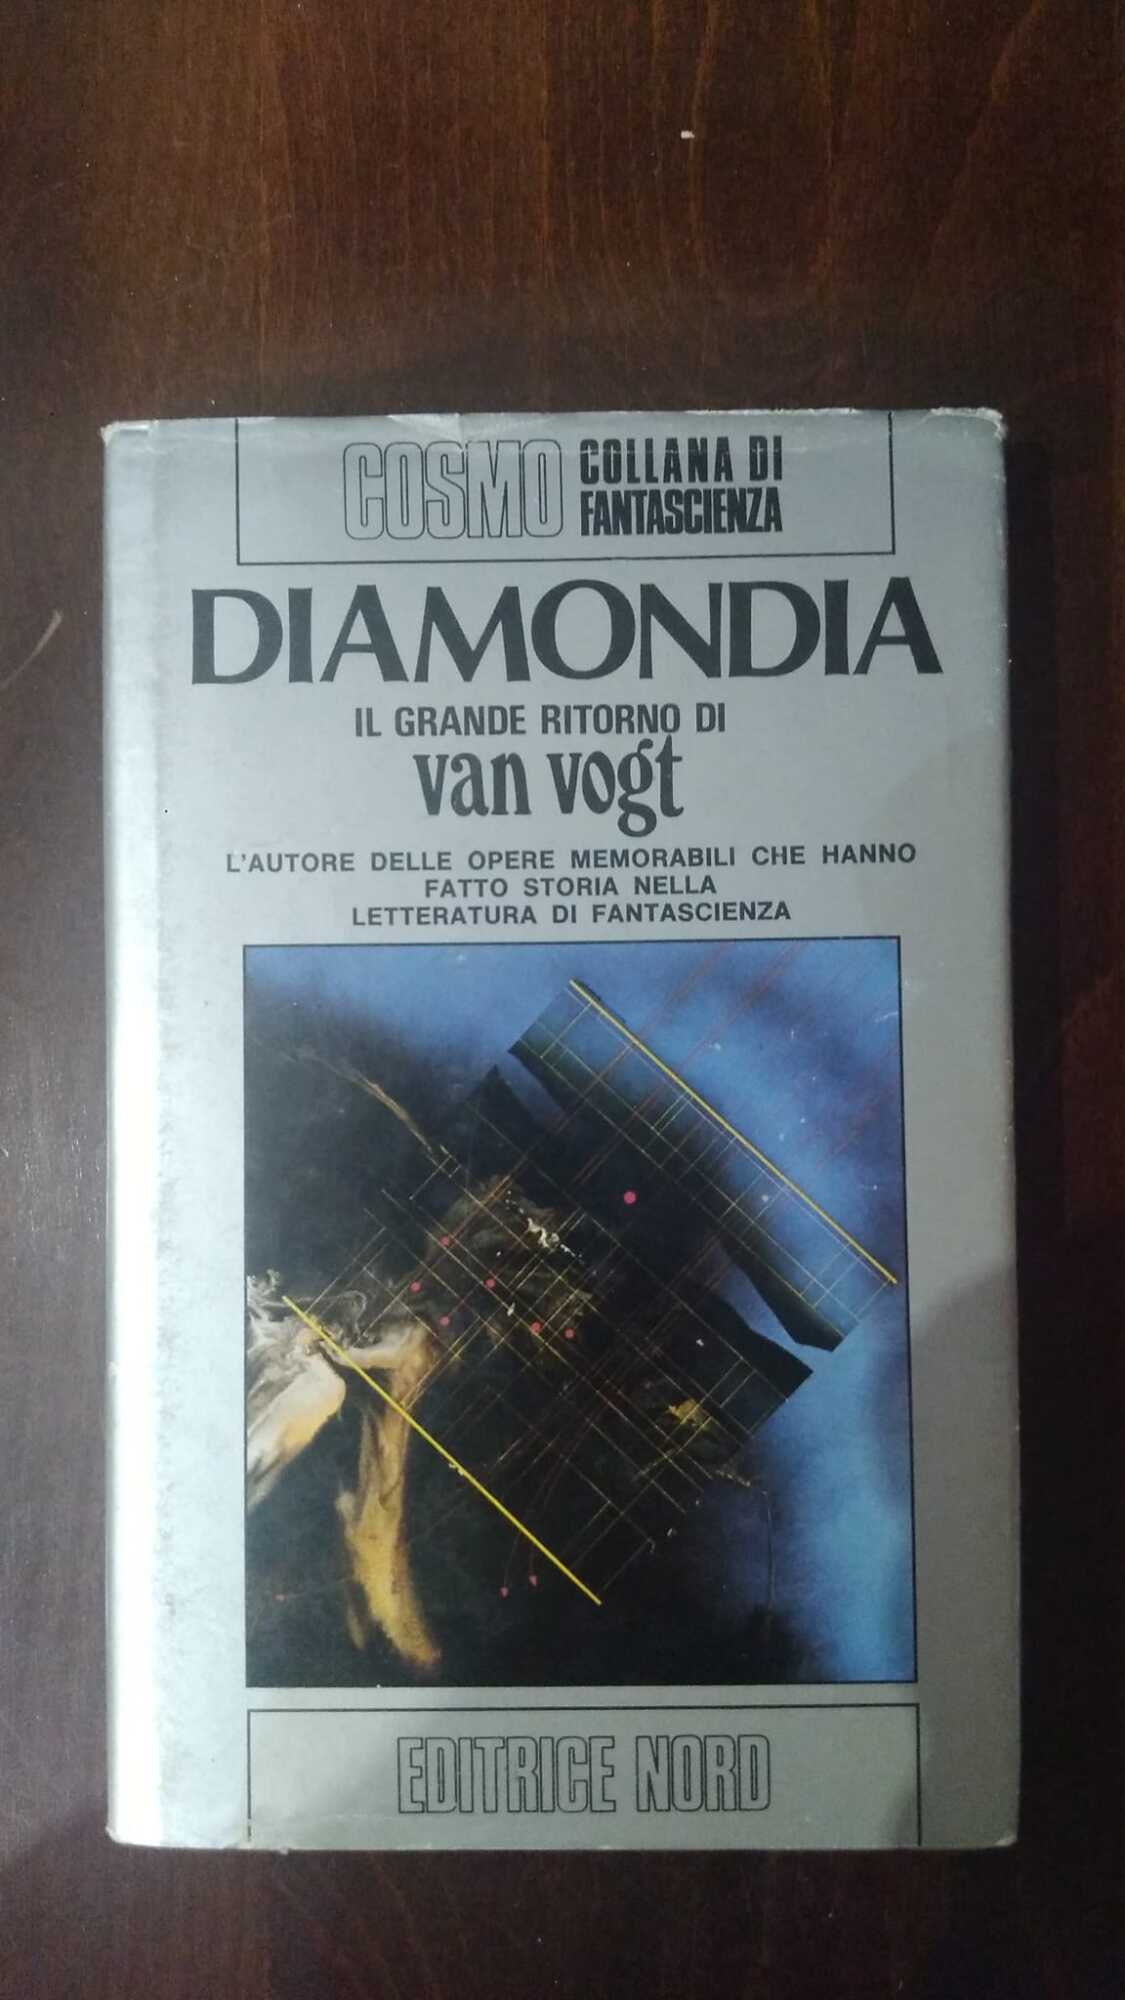 COSMO COLLANA DI
FANTASCIENZA
DIAMONDIA
IL GRANDE RITORNO DI
van vogt
L'AUTORE DELLE OPERE MEMORABILI CHE HANNO
FATTO STORIA NELLA
LETTERATURA DI FANTASCIENZA
EDITRICE NORD